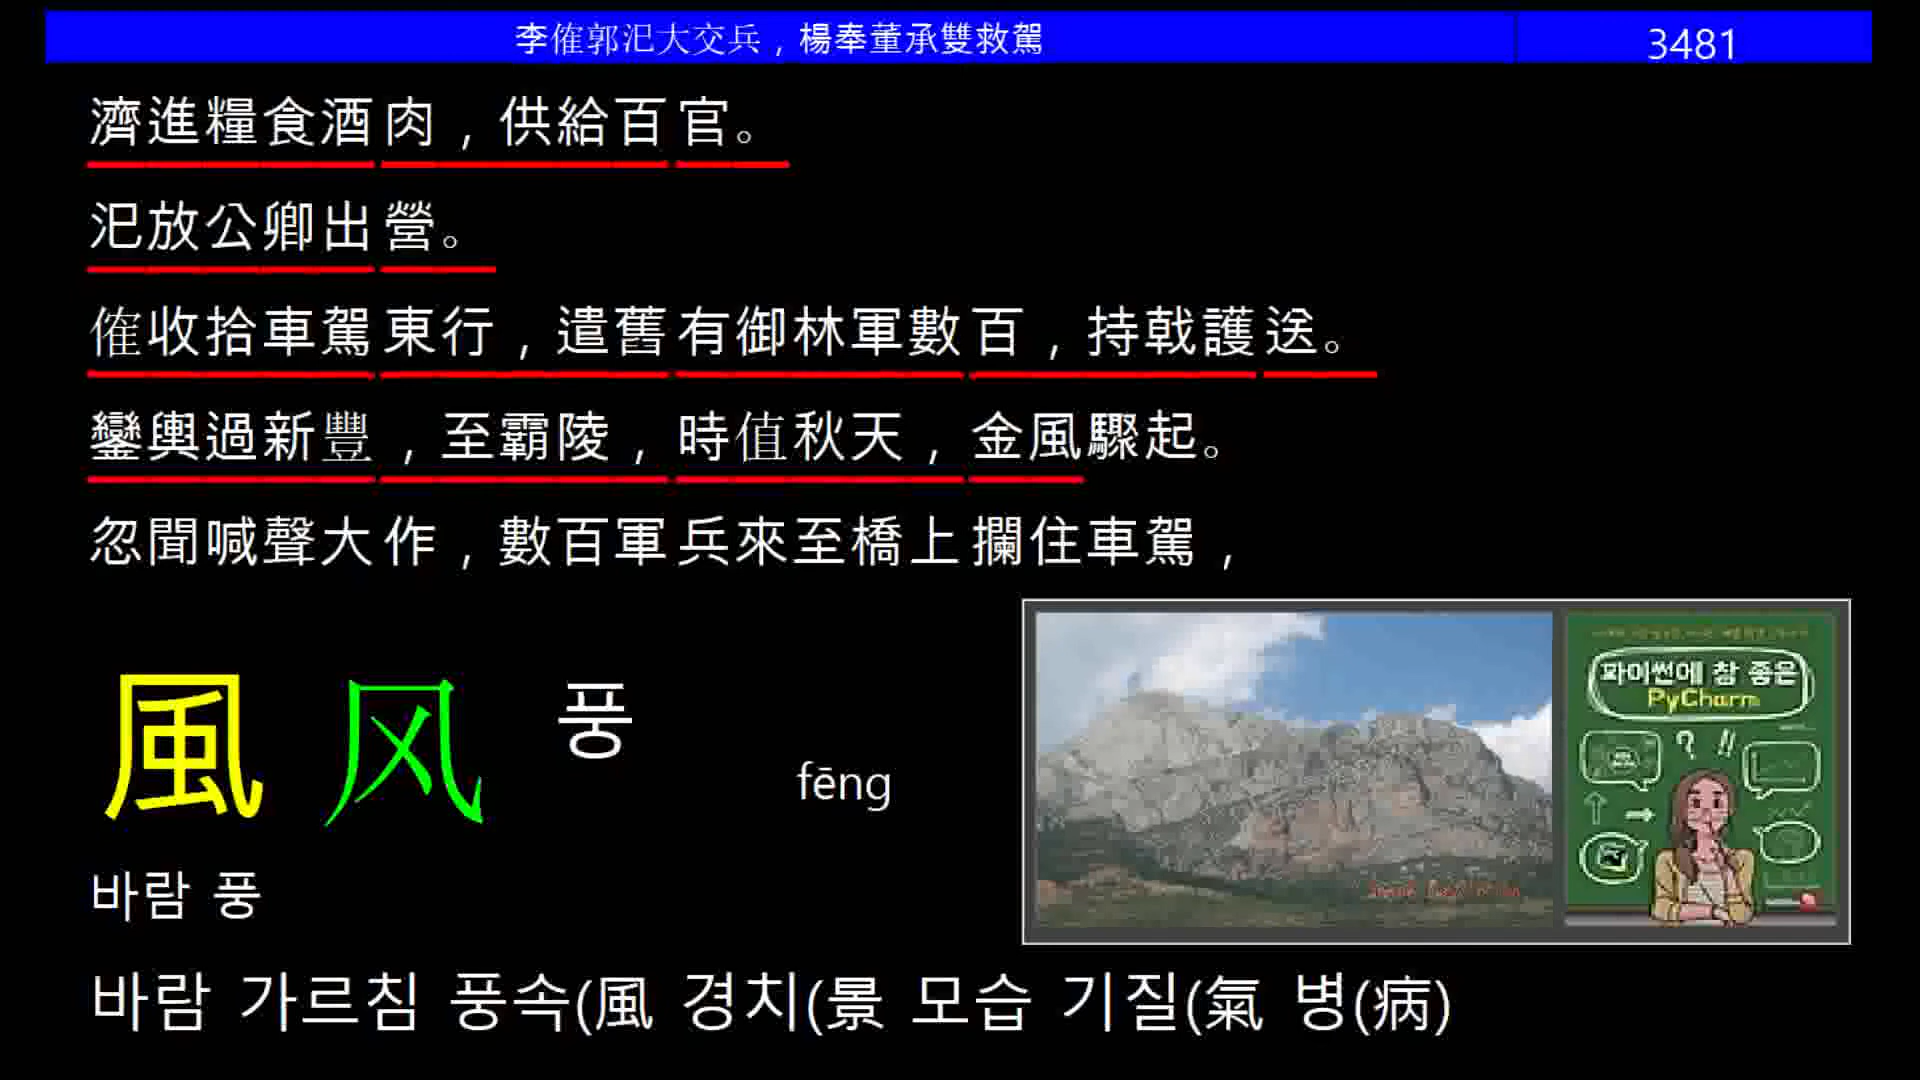 李傕郭汜大交兵，楊奉董承雙救駕
3481
濟進糧食酒肉，供給百官。
汜放公卿出營。
傕收拾車駕東行，遣舊有御林軍數百，持戟護送。
鑾輿過新豐，至霸陵，時值秋天，金風驟起。
忽聞喊聲大作，數百軍兵來至橋上攔住車駕，
風 风 풍
fēng
바람 풍
바람 가르침 풍속(風 경치(景 모습 기질(氣 병(病)
파이썬에 참 좋은
PyCharm